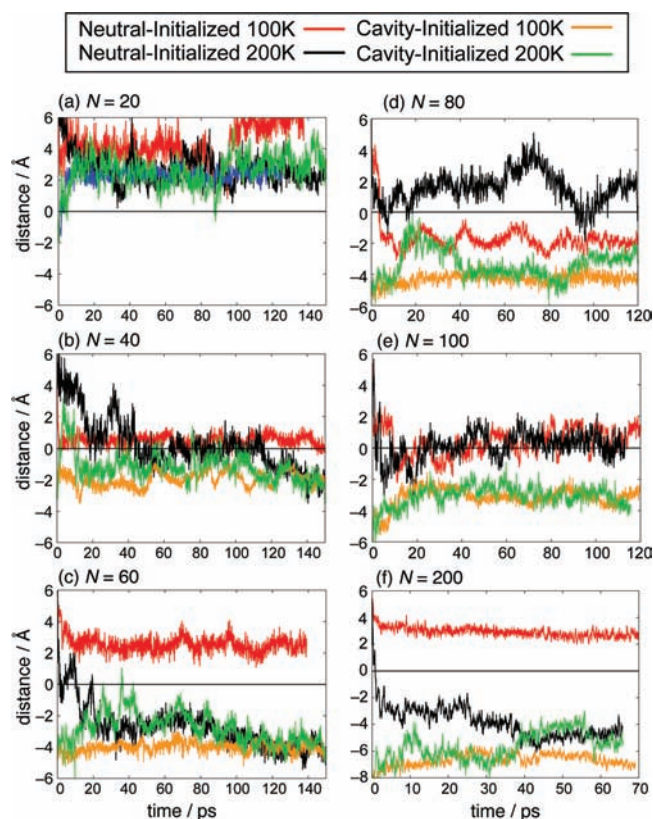 Neutral-Initialized 100K Cavity-Initialized 100K
Neutral-Initialized 200K Cavity-Initialized 200K
(a) N = 20
6
4
2
0
−2
−4
−6
0 20 40 60 80 100 120 140
distance / Å
(b) N = 40
6
4
2
0
−2
−4
−6
0 20 40 60 80 100 120 140
distance / Å
(c) N = 60
6
4
2
0
−2
−4
−6
0 20 40 60 80 100 120 140
distance / Å
time / ps
(d) N = 80
6
4
2
0
−2
−4
−6
0 20 40 60 80 100 120
(e) N = 100
6
4
2
0
−2
−4
−6
0 20 40 60 80 100 120
(f) N = 200
4
2
0
−2
−4
−6
−8
0 10 20 30 40 50 60 70
time / ps